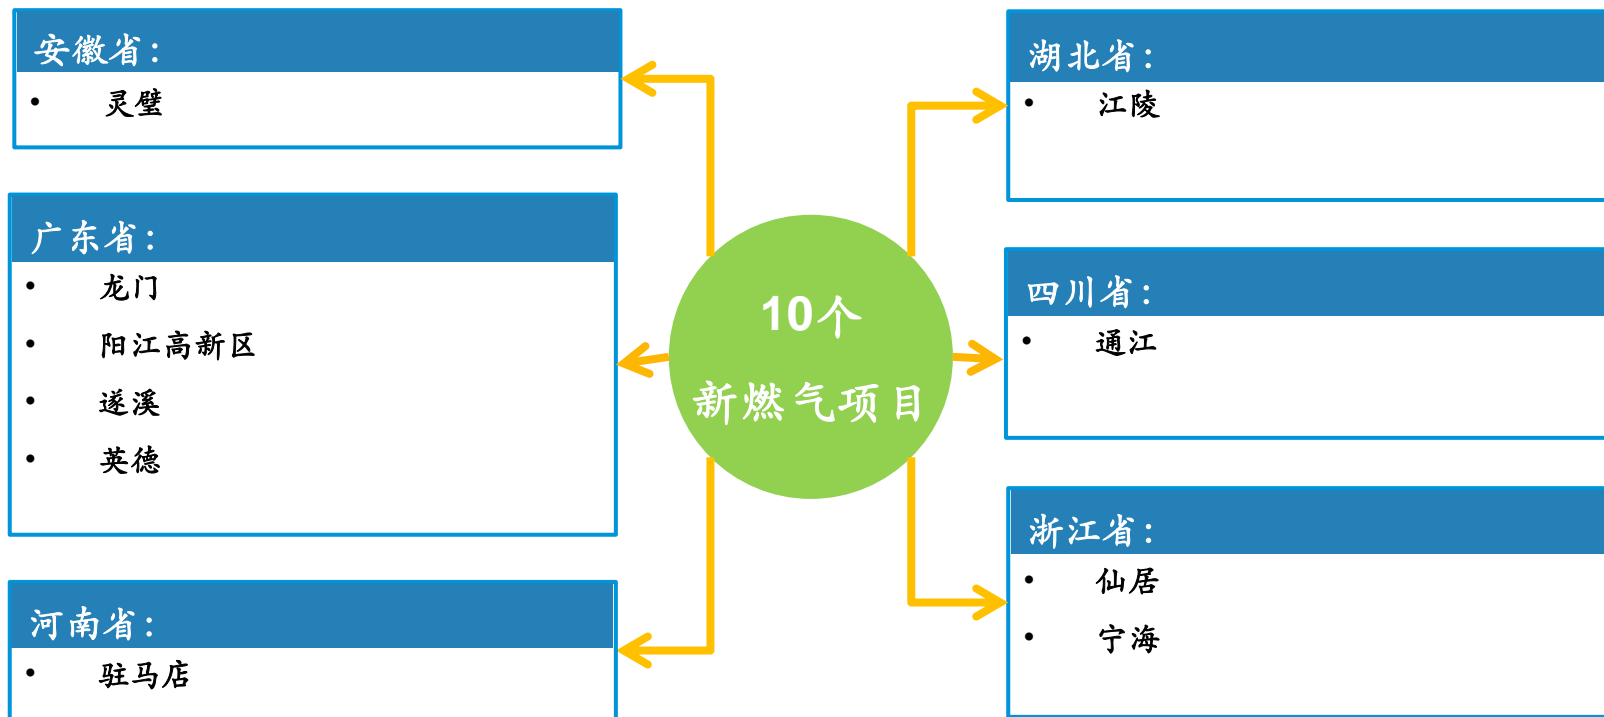 安徽省：
• 灵璧
广东省：
• 龙门
• 阳江高新区
• 遂溪
• 英德
河南省：
• 驻马店
10个
新燃气项目
湖北省：
• 江陵
四川省：
• 通江
浙江省：
• 仙居
• 宁海